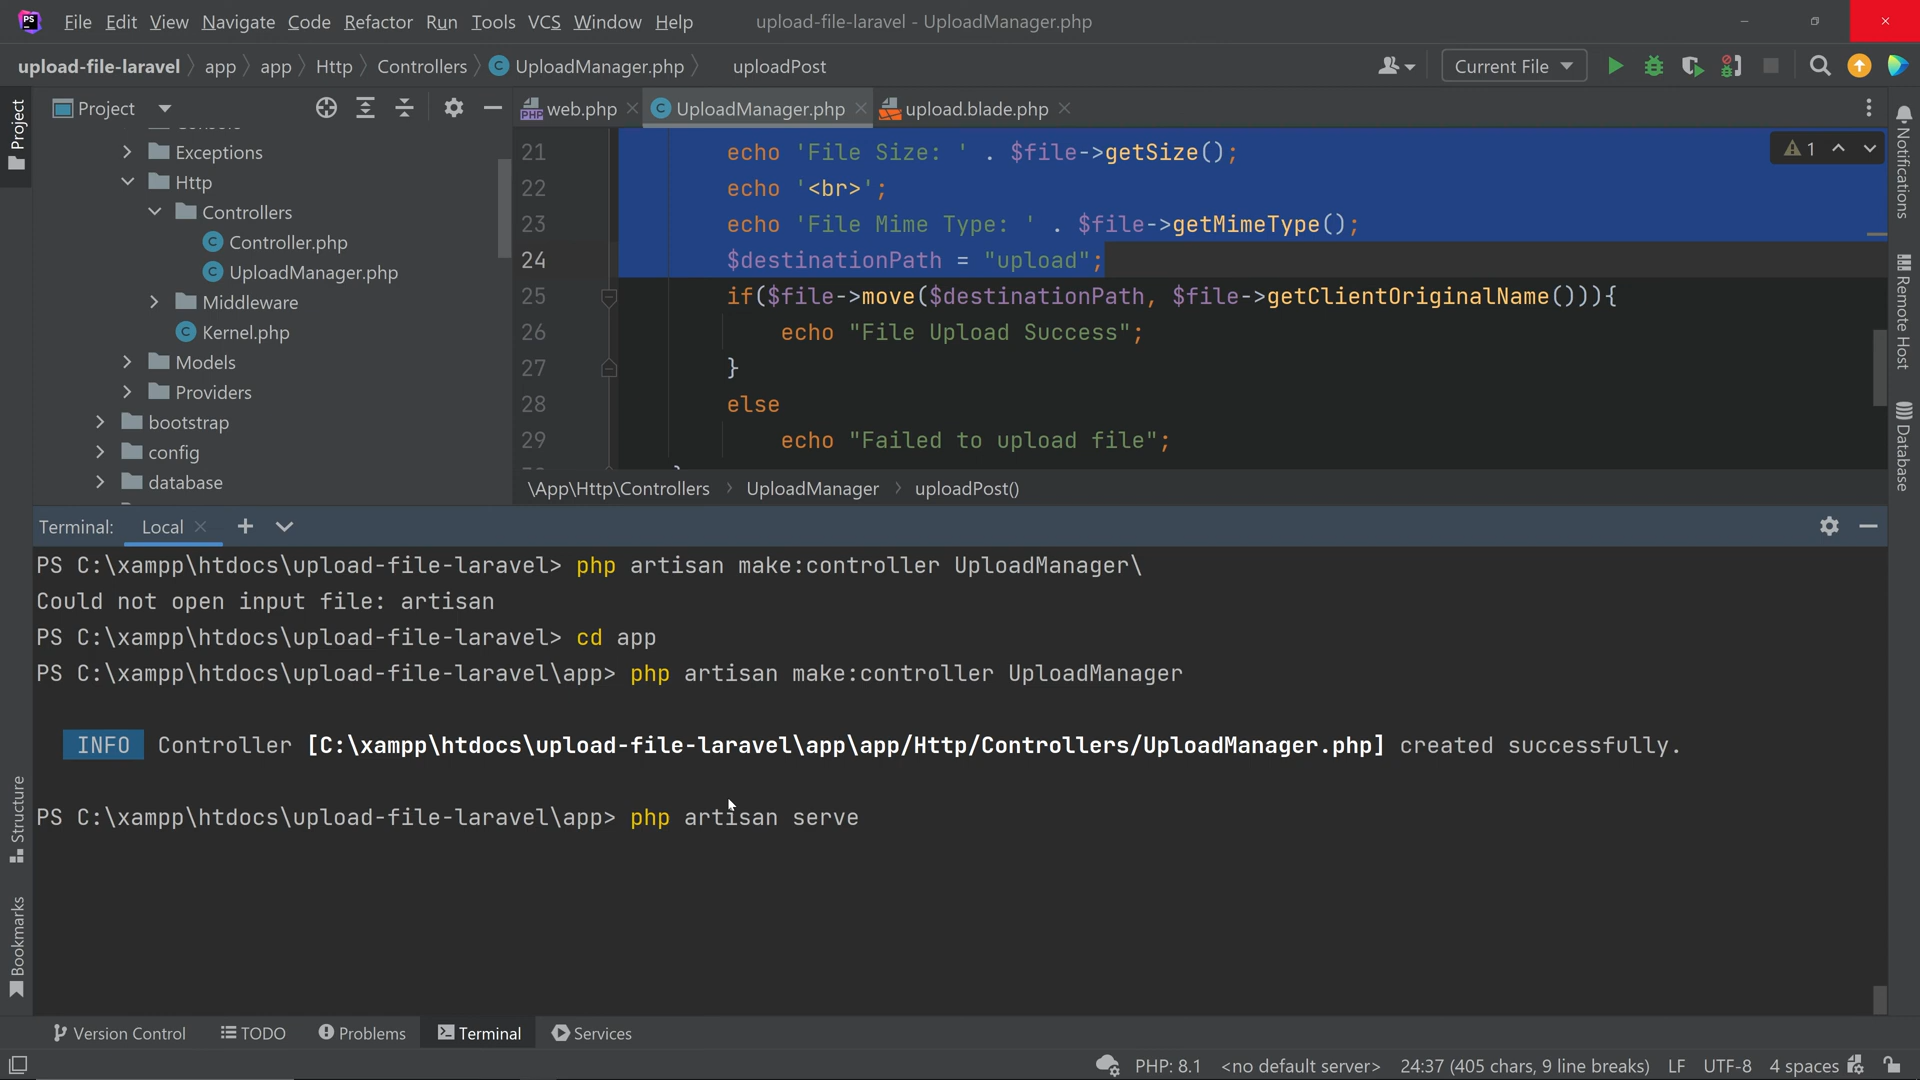 PS File Edit View Navigate Code Refactor Run Tools VCS Window Help upload-file-laravel - UploadManager.php
upload-file-laravel app app Http Controllers C UploadManager.php uploadPost Current File
Project
Project
web.php UploadManager.php upload.blade.php
Exceptions
Http
Controllers
Controller.php
UploadManager.php
Middleware
Kernel.php
Models
Providers
bootstrap
config
database
1
21 echo 'File Size: ' . $file->getSize();
22 echo '<br>';
23 echo 'File Mime Type: ' . $file->getMimeType();
24 $destinationPath = "upload";
25 if($file->move($destinationPath, $file->getClientOriginalName())){
26 echo "File Upload Success";
27 }
28 else
29 echo "Failed to upload file";
\App\Http\Controllers UploadManager uploadPost()
Notifications
Remote Host
Database
Terminal: Local
PS C:\xampp\htdocs\upload-file-laravel> php artisan make:controller UploadManager\
Could not open input file: artisan
PS C:\xampp\htdocs\upload-file-laravel> cd app
PS C:\xampp\htdocs\upload-file-laravel\app> php artisan make:controller UploadManager
INFO Controller [C:\xampp\htdocs\upload-file-laravel\app\app/Http/Controllers/UploadManager.php] created successfully.
PS C:\xampp\htdocs\upload-file-laravel\app> php artisan serve
Structure
Bookmarks
Version Control TODO Problems Terminal Services
PHP: 8.1 <no default server> 24:37 (405 chars, 9 line breaks) LF UTF-8 4 spaces